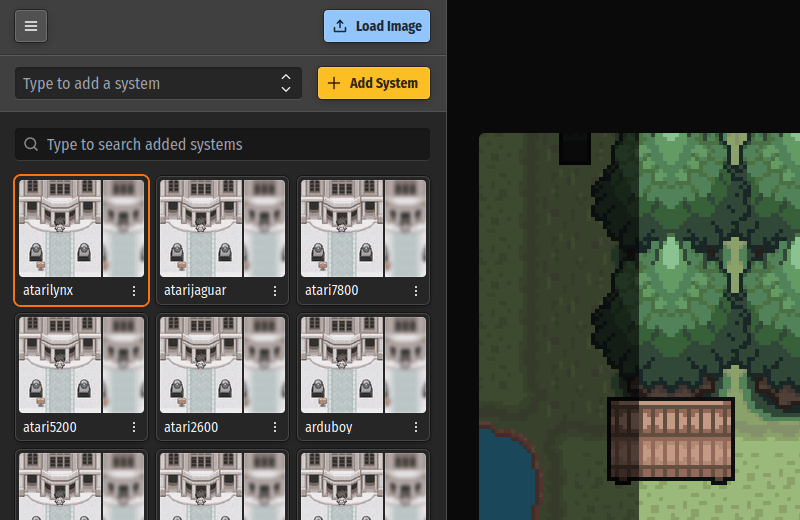 Load Image
Type to add a system
Add System
Type to search added systems
atarilynx
atarijaguar
atari7800
atari5200
atari2600
arduboy